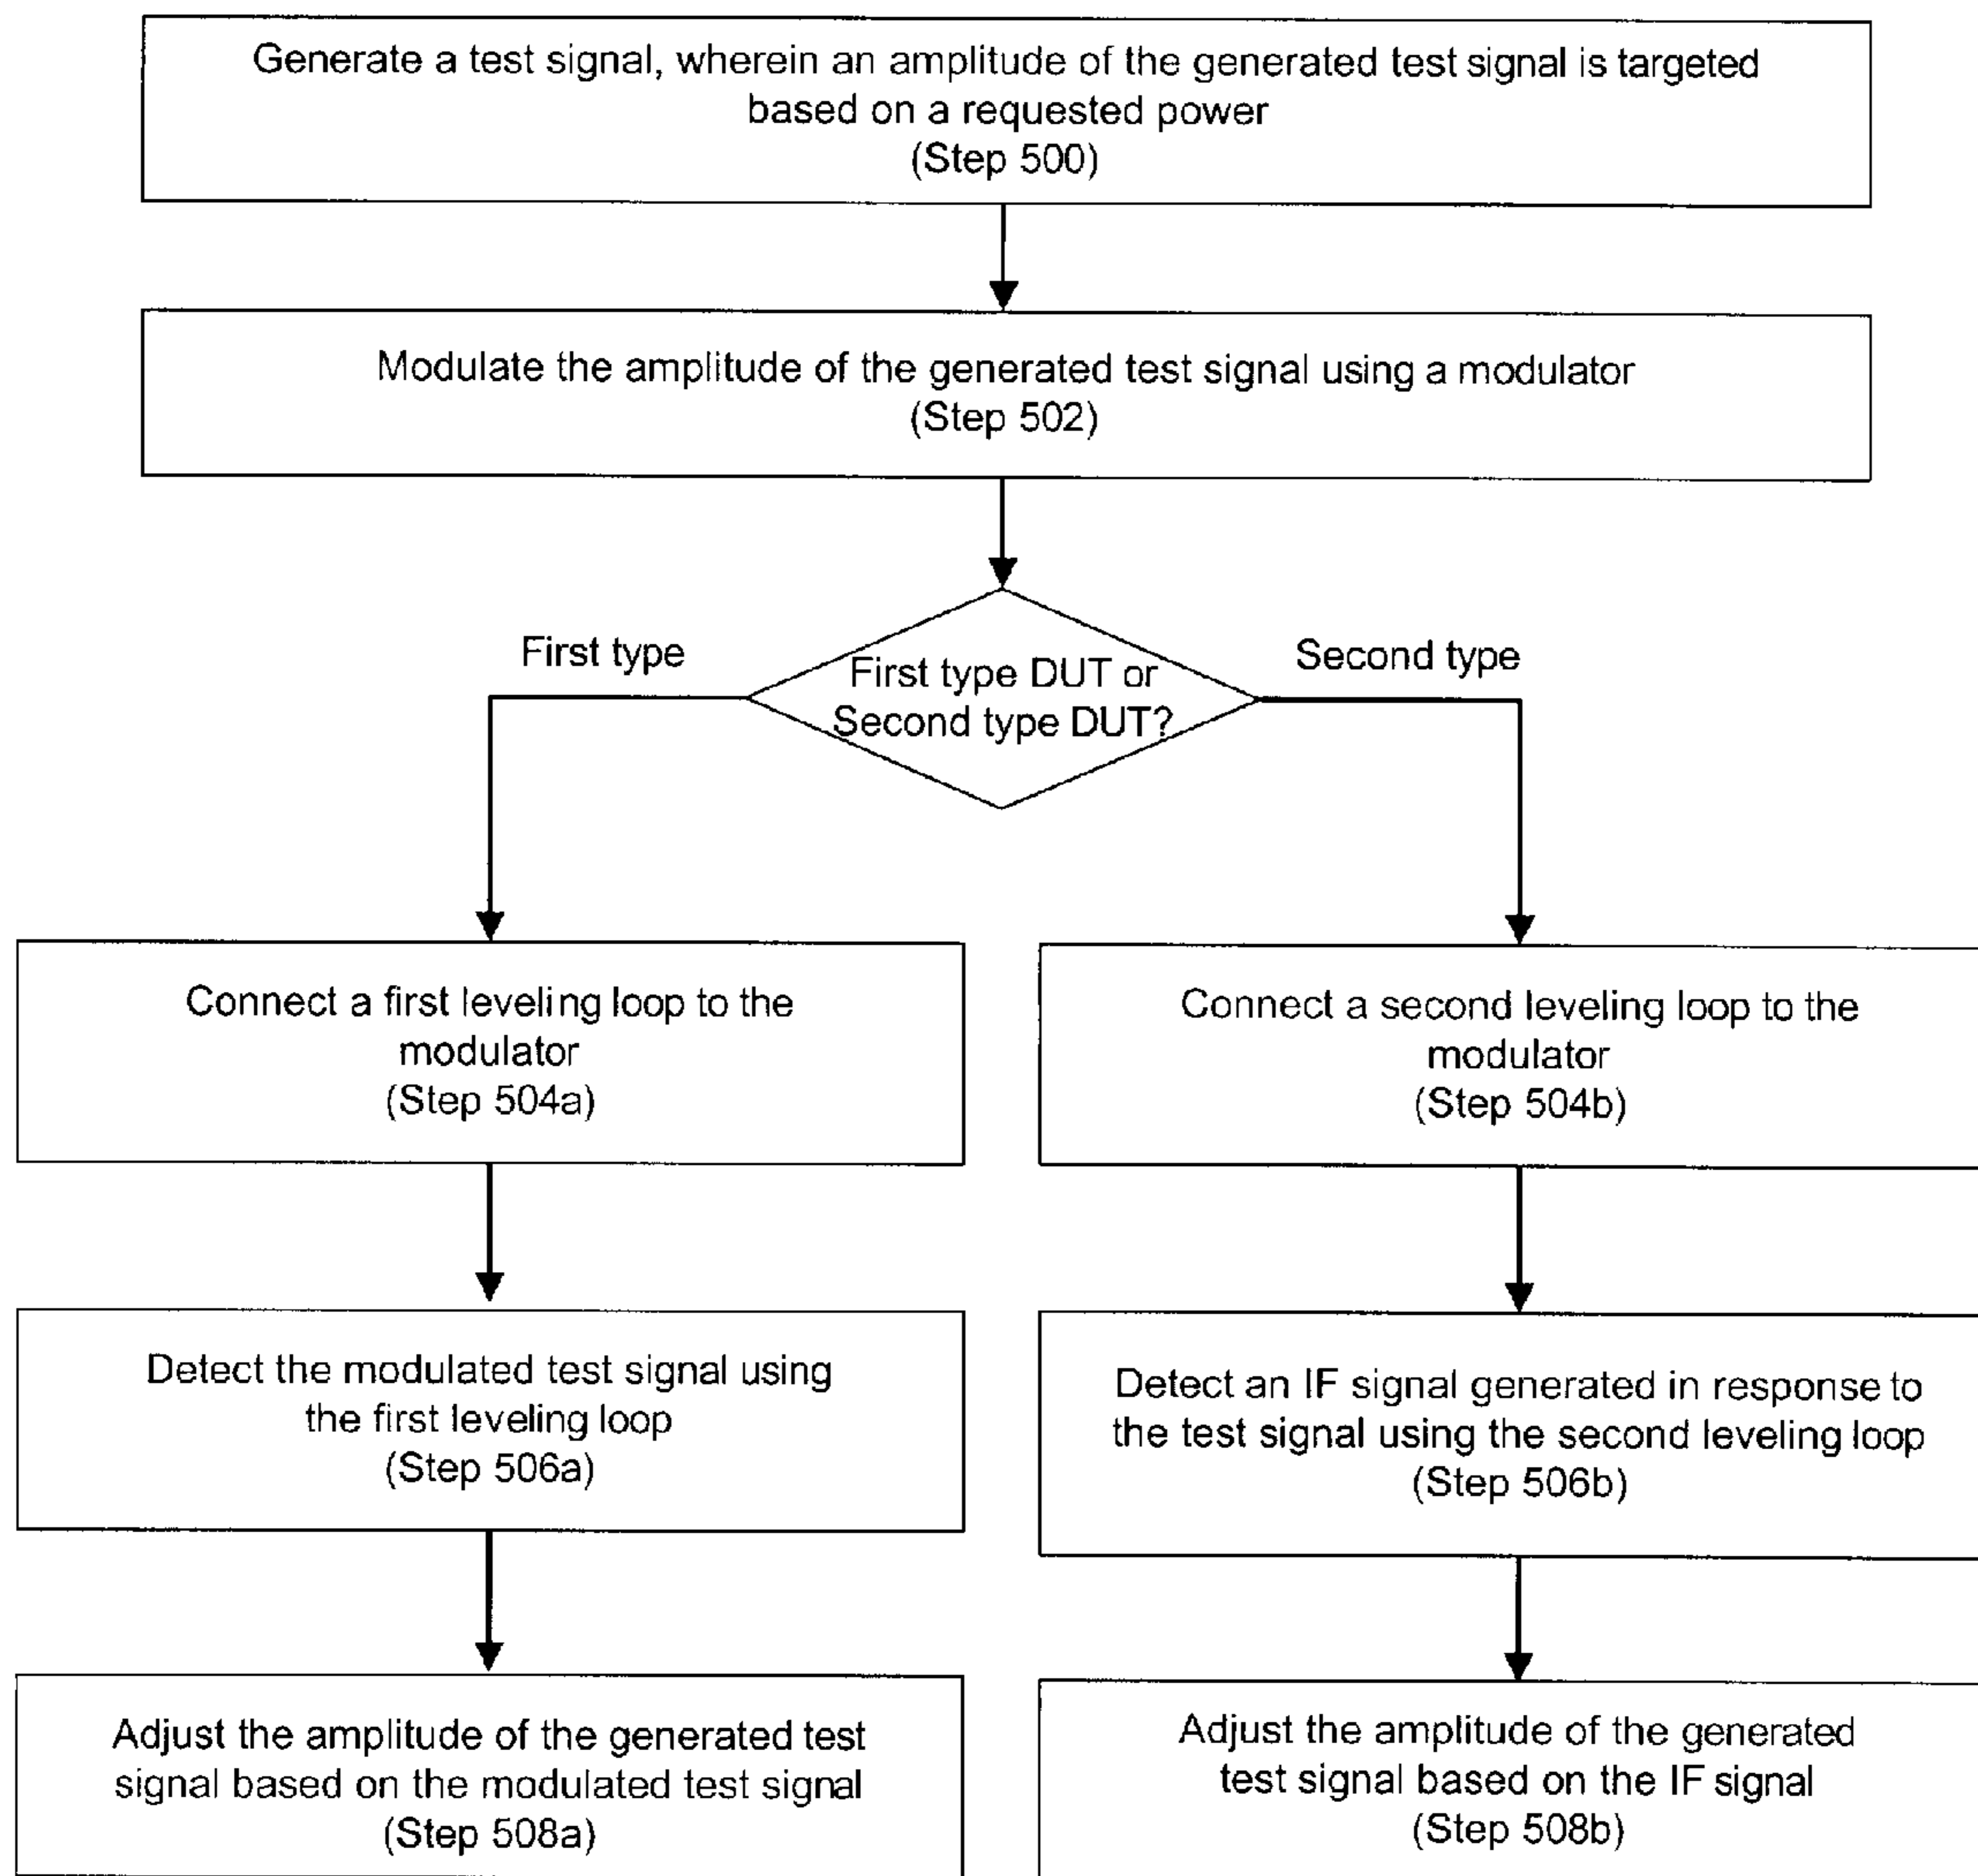 Generate a test signal, wherein an amplitude of the generated test signal is targeted
based on a requested power
(Step 500)
Modulate the amplitude of the generated test signal using a modulator
(Step 502)
First type
Second type
First type DUT or
Second type DUT?
Connect a first leveling loop to the
modulator
(Step 504a)
Connect a second leveling loop to the
modulator
(Step 504b)
Detect the modulated test signal using
the first leveling loop
(Step 506a)
Detect an IF signal generated in response to
the test signal using the second leveling loop
(Step 506b)
Adjust the amplitude of the generated test
signal based on the modulated test signal
(Step 508a)
Adjust the amplitude of the generated
test signal based on the IF signal
(Step 508b)